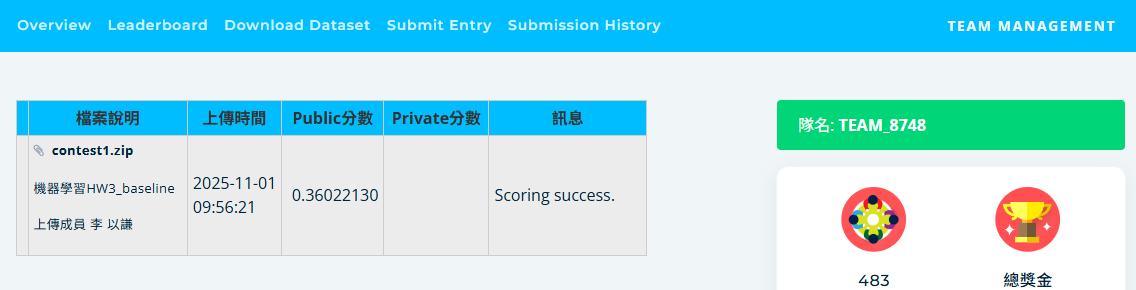 Overview Leaderboard Download Dataset Submit Entry Submission History TEAM MANAGEMENT
檔案說明 上傳時間 Public分數 Private分數 訊息
contest1.zip
機器學習HW3_baseline
上傳成員 李 以謙
2025-11-01
09:56:21
0.36022130
Scoring success.
隊名: TEAM_8748
483
總獎金